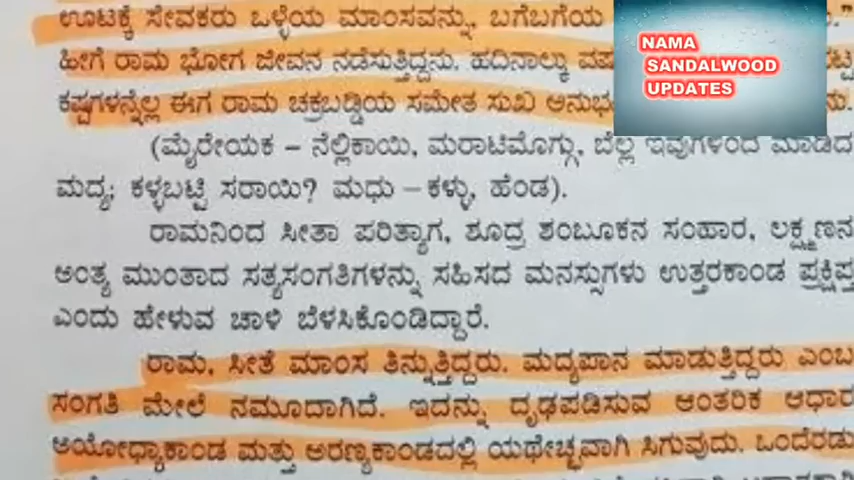 ಊಟಕ್ಕೆ ಸೇವಕರು ಒಳ್ಳೆಯ ಮಾಂಸವನ್ನು, ಬಗೆಬಗೆಯ
ಹೀಗೆ ರಾಮ ಭೋಗ ಜೀವನ ನಡೆಸುತ್ತಿದ್ದನು. ಹದಿನಾಲ್ಕು
ಕಷ್ಟಗಳನ್ನೆಲ್ಲ ಈಗ ರಾಮ ಚಕ್ರಬಡ್ಡಿಯ ಸಮೇತ ಸುಖ
(ಮೈರೇಯಕ – ನೆಲ್ಲಿಕಾಯಿ, ಮರಾಟಿಮೊಗ್ಗು, ಬೆಲ್ಲ ಇವುಗಳಿಂದ ಮಾಡಿದ
ಮದ್ಯ; ಕಳ್ಳಬಟ್ಟಿ ಸರಾಯಿ? ಮಧು – ಕಳ್ಳು, ಹೆಂಡ).
ರಾಮನಿಂದ ಸೀತಾ ಪರಿತ್ಯಾಗ, ಶೂದ್ರ ಶಂಬೂಕನ ಸಂಹಾರ, ಲಕ್ಷ್ಮಣನ
ಅಂತ್ಯ ಮುಂತಾದ ಸತ್ಯಸಂಗತಿಗಳನ್ನು ಸಹಿಸದ ಮನಸ್ಸುಗಳು ಉತ್ತರಕಾಂಡ ಪ್ರಕ್ಷಿಪ್ತ
ಎಂದು ಹೇಳುವ ಚಾಳಿ ಬೆಳಸಿಕೊಂಡಿದ್ದಾರೆ.
ರಾಮ, ಸೀತೆ ಮಾಂಸ ತಿನ್ನುತ್ತಿದ್ದರು. ಮದ್ಯಪಾನ ಮಾಡುತ್ತಿದ್ದರು ಎಂಬ
ಸಂಗತಿ ಮೇಲೆ ನಮೂದಾಗಿದೆ. ಇದನ್ನು ದೃಢಪಡಿಸುವ ಆಂತರಿಕ ಆಧಾರ
ಅಯೋಧ್ಯಾಕಾಂಡ ಮತ್ತು ಅರಣ್ಯಕಾಂಡದಲ್ಲಿ ಯಥೇಚ್ಛವಾಗಿ ಸಿಗುವುದು. ಒಂದೆರಡು
NAMA
SANDALWOOD
UPDATES